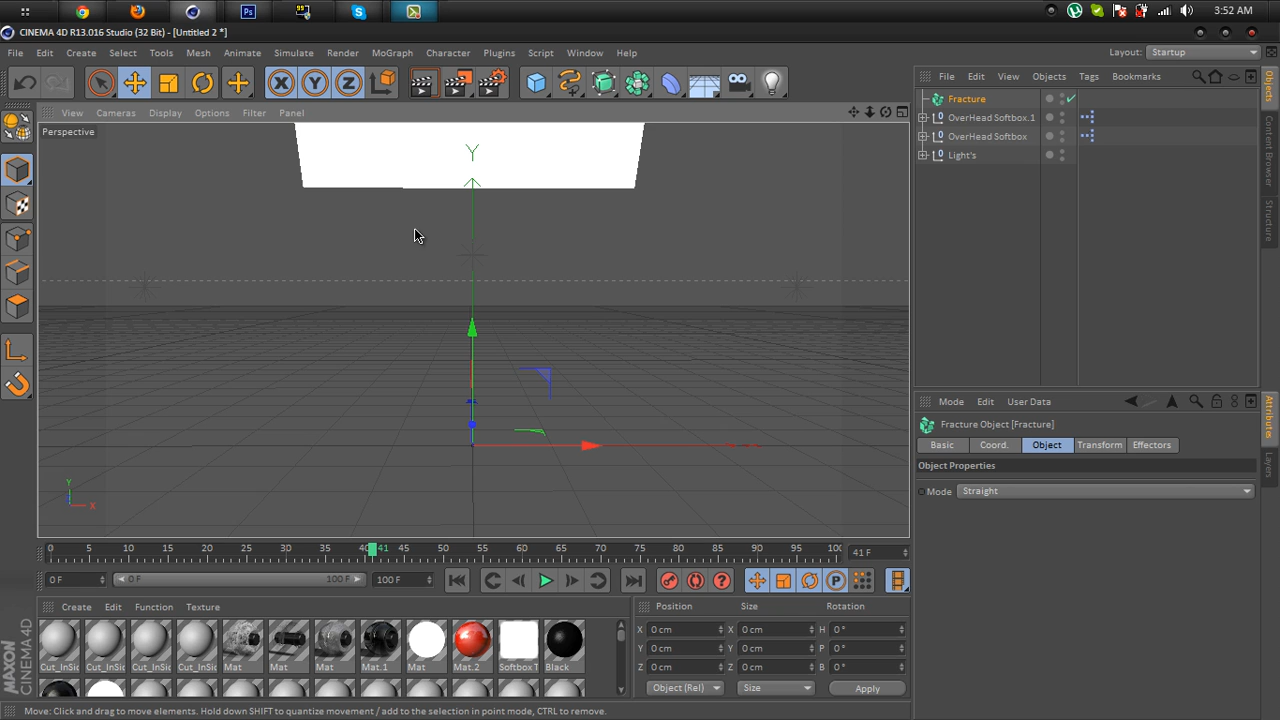 3:52 AM
CINEMA 4D R13.016 Studio (32 Bit) - [Untitled 2 *]
File Edit Create Select Tools Mesh Animate Simulate Render MoGraph Character Plugins Script Window Help Layout: Startup
View Cameras Display Options Filter Panel
Perspective
Y
Y
X
File Edit View Objects Tags Bookmarks
Fracture
OverHead Softbox.1
OverHead Softbox
Light's
Objects
Content Browser
Structure
Mode Edit User Data
Fracture Object [Fracture]
Basic Coord. Object Transform Effectors
Object Properties
Mode Straight
Attributes
Layers
0 5 10 15 20 25 30 35 40 41 45 50 55 60 65 70 75 80 85 90 95 100 41 F
0 F 0 F 100 F 100 F
Create Edit Function Texture
Cut_InSid Cut_InSid Cut_InSid Cut_InSid Mat Mat Mat Mat.1 Mat Mat.2 Softbox T Black
Position Size Rotation
X 0 cm X 0 cm H 0 °
Y 0 cm Y 0 cm P 0 °
Z 0 cm Z 0 cm B 0 °
Object (Rel) Size Apply
MAXON CINEMA4D
Move: Click and drag to move elements. Hold down SHIFT to quantize movement / add to the selection in point mode, CTRL to remove.